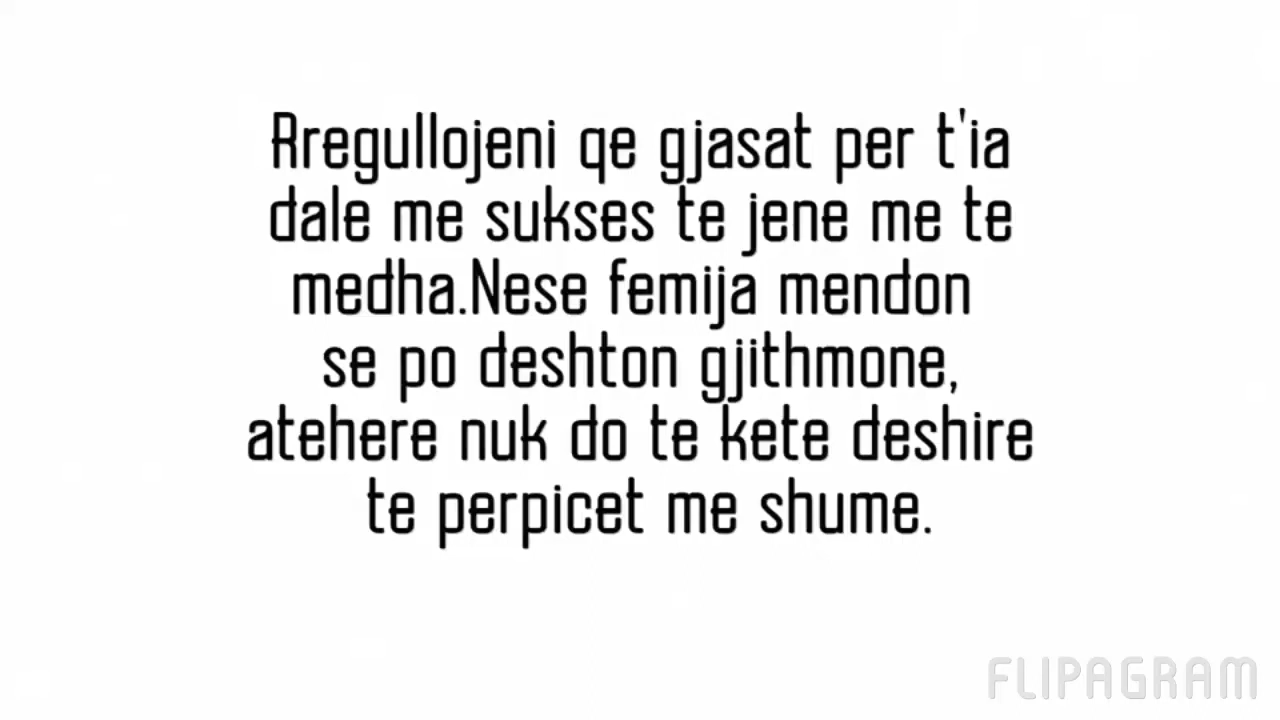 Rregullojeni qe gjasat per t'ia
dale me sukses te jene me te
medha.Nese femija mendon
se po deshton gjithmone,
atehere nuk do te kete deshire
te perpicet me shume.
FLIPAGRAM